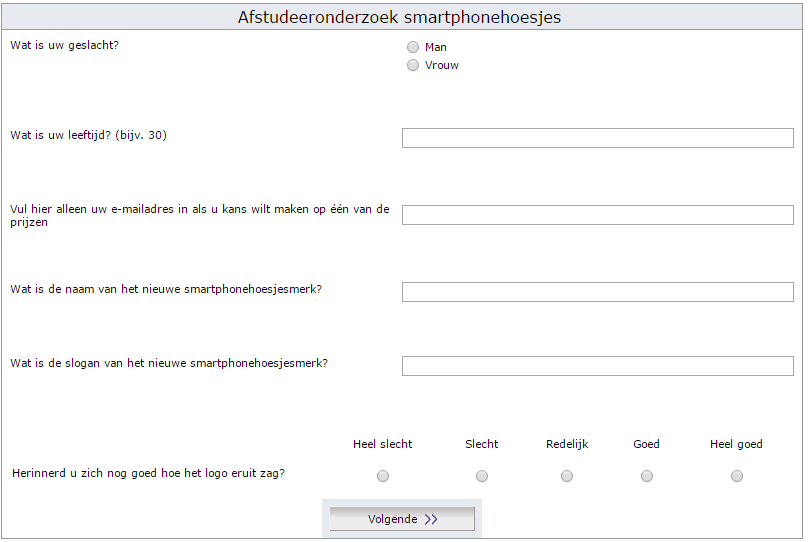 Afstudeeronderzoek smartphonehoesjes
Wat is uw geslacht?
Man
Vrouw
Wat is uw leeftijd? (bijv. 30)
Vul hier alleen uw e-mailadres in als u kans wilt maken op één van de
prijzen
Wat is de naam van het nieuwe smartphonehoesjesmerk?
Wat is de slogan van het nieuwe smartphonehoesjesmerk?
Heel slecht Slecht Redelijk Goed Heel goed
Herinnerd u zich nog goed hoe het logo eruit zag?
Volgende >>